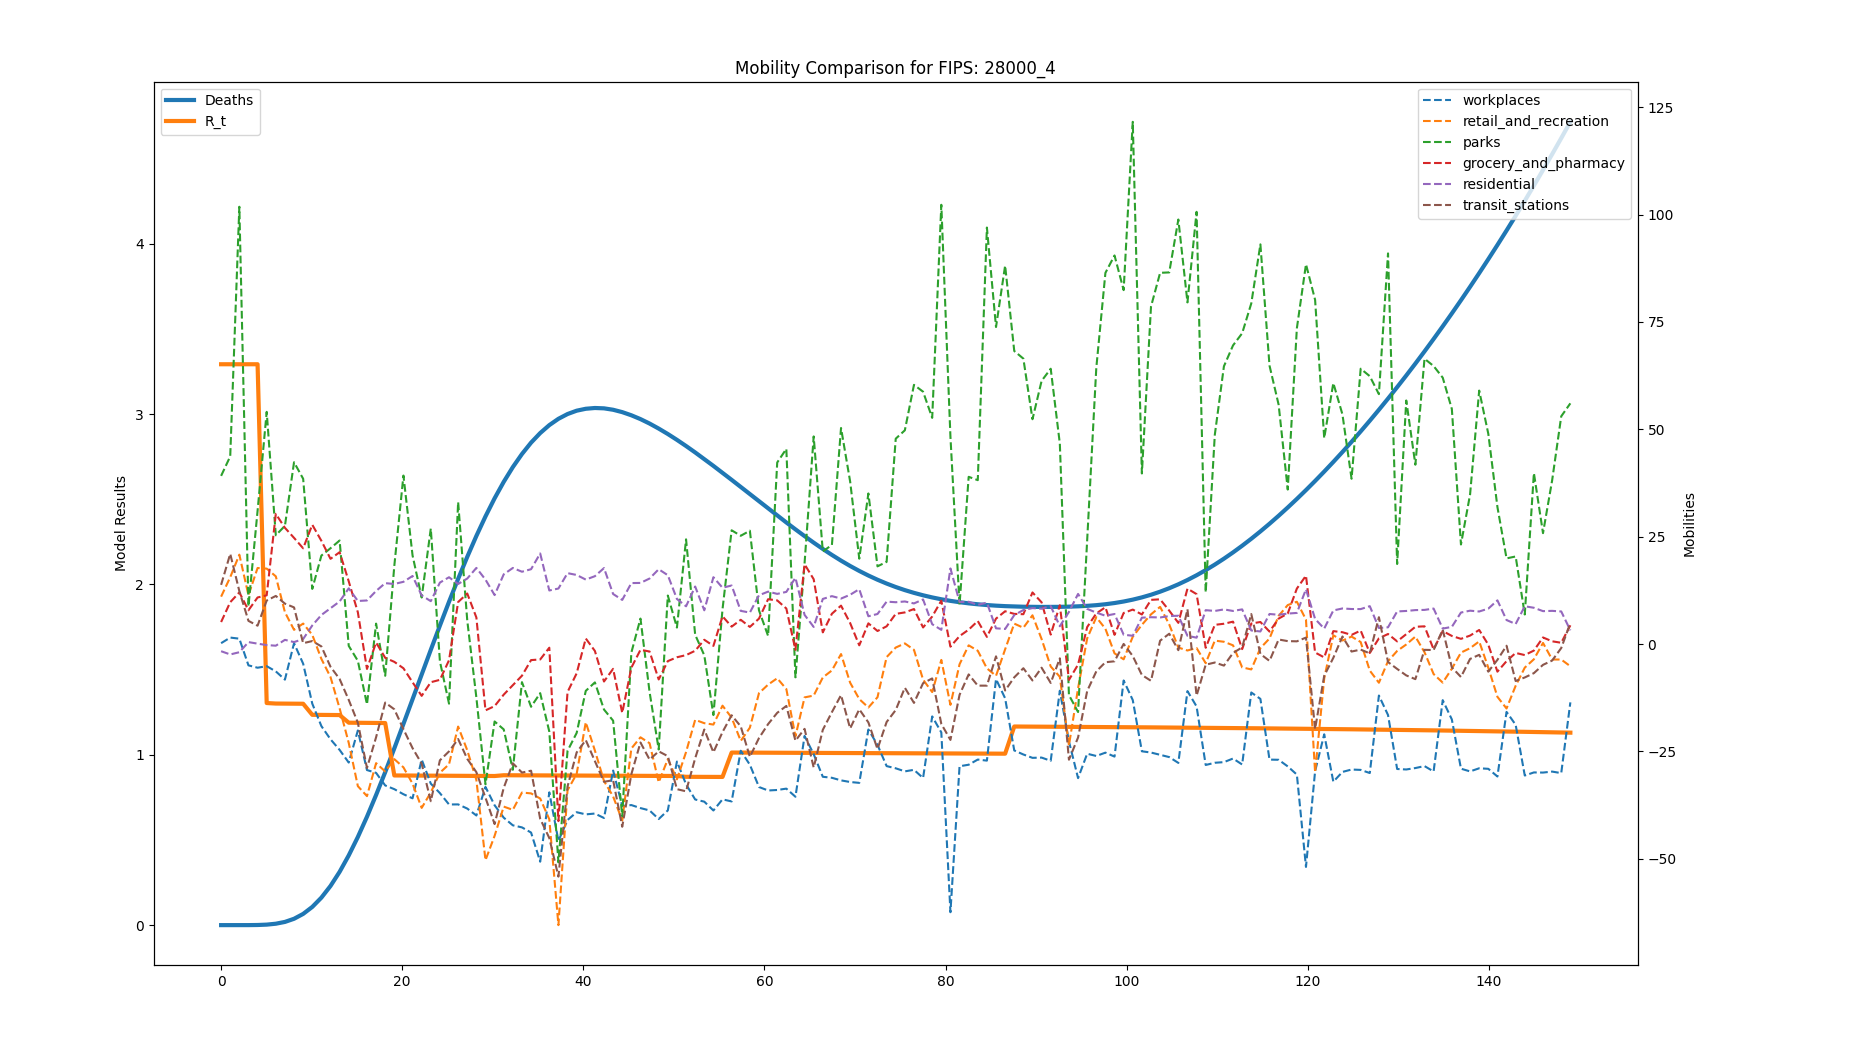 Mobility Comparison for FIPS: 28000_4
Deaths
R_t
workplaces
retail_and_recreation
parks
grocery_and_pharmacy
residential
transit_stations
Model Results
4
3
2
1
0
Mobilities
125
100
75
50
25
0
−25
−50
0 20 40 60 80 100 120 140